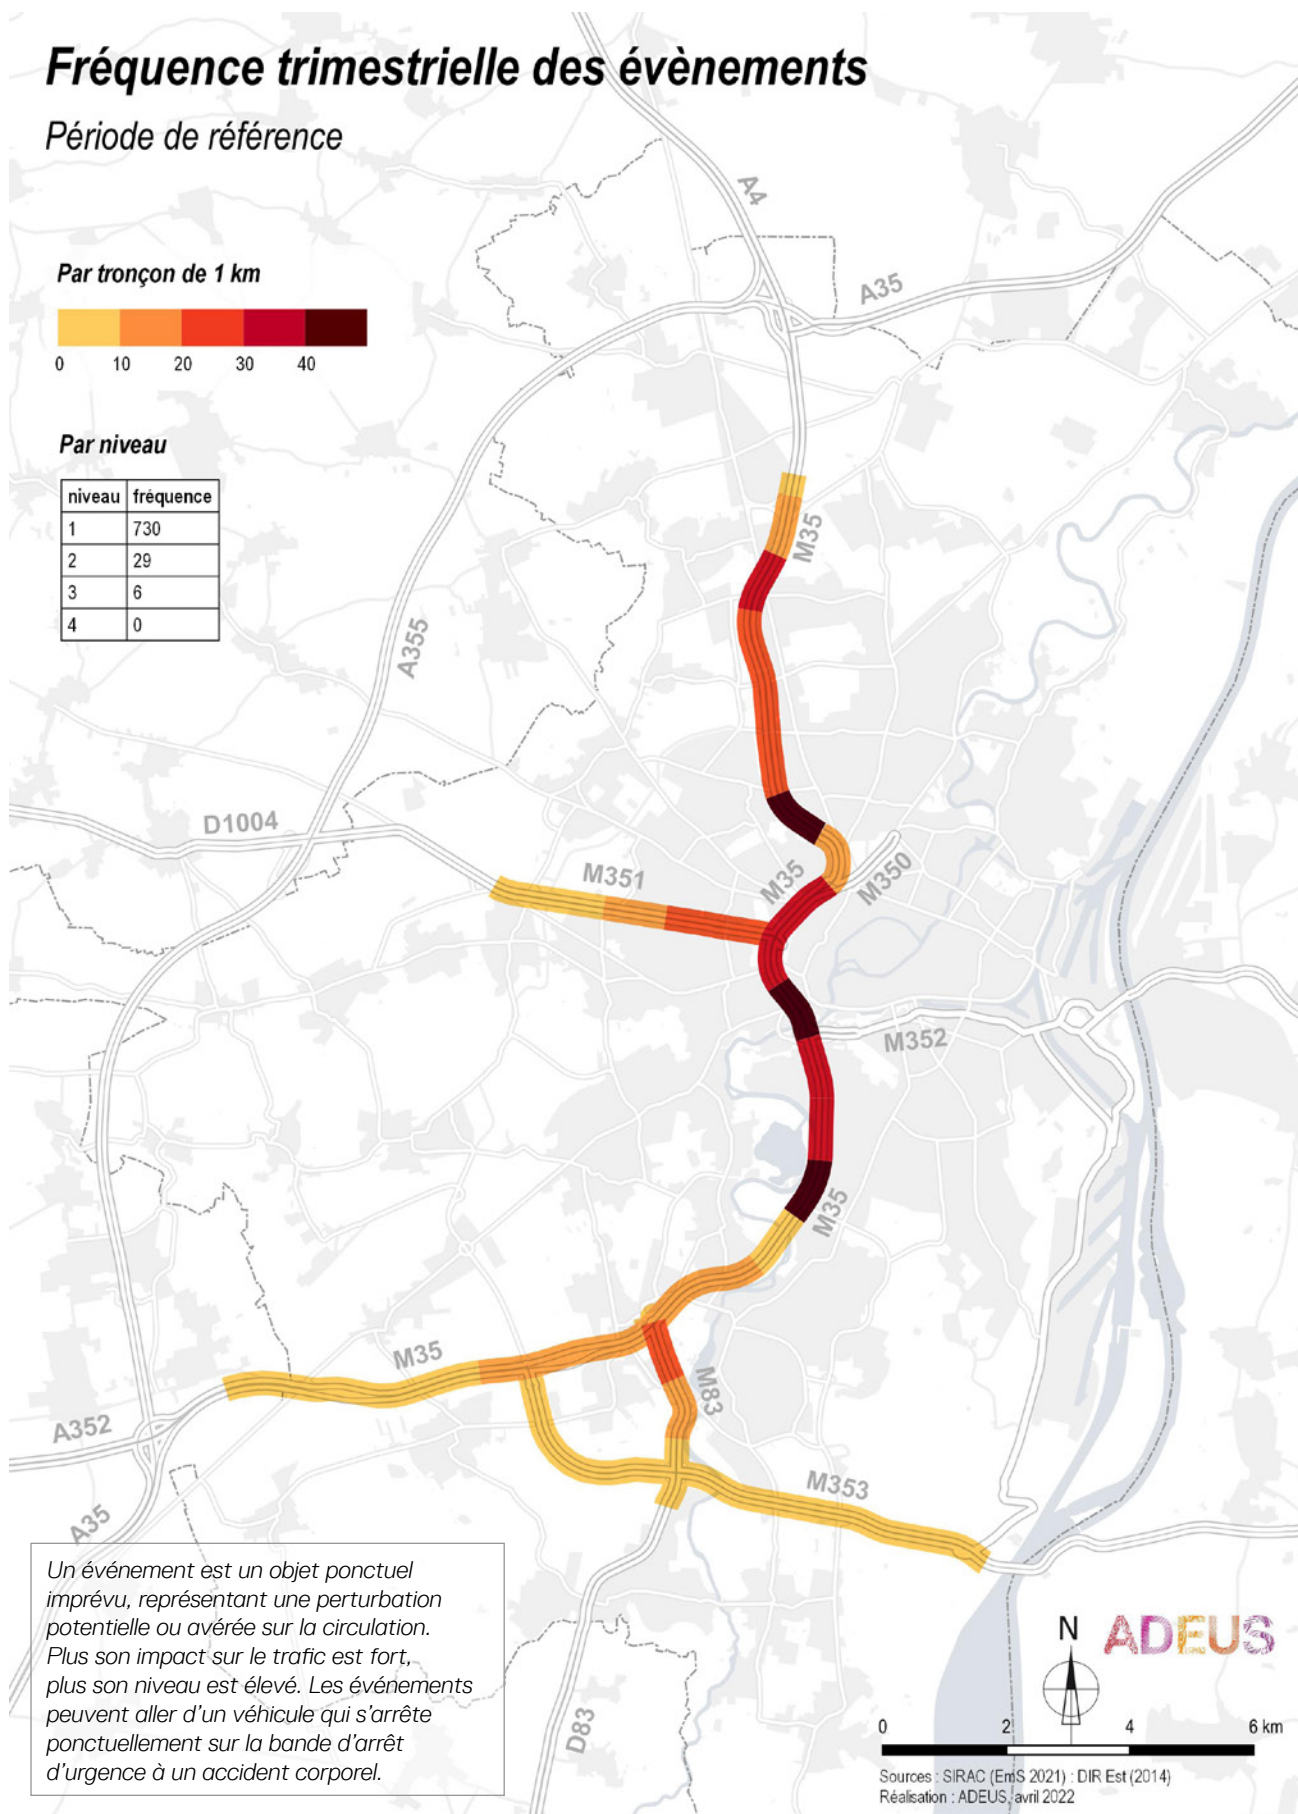 Fréquence trimestrielle des évènements
Période de référence
Par tronçon de 1 km
0 10 20 30 40
Par niveau
niveau fréquence
1 730
2 29
3 6
4 0
A4
A35
M35
A355
D1004
M351
M35
M350
M352
M35
M35
M83
A352
M353
A35
D83
Un événement est un objet ponctuel
imprévu, représentant une perturbation
potentielle ou avérée sur la circulation.
Plus son impact sur le trafic est fort,
plus son niveau est élevé. Les événements
peuvent aller d'un véhicule qui s'arrête
ponctuellement sur la bande d'arrêt
d'urgence à un accident corporel.
N
ADEUS
0 2 4 6 km
Sources : SIRAC (EmS 2021) : DIR Est (2014)
Réalisation : ADEUS, avril 2022